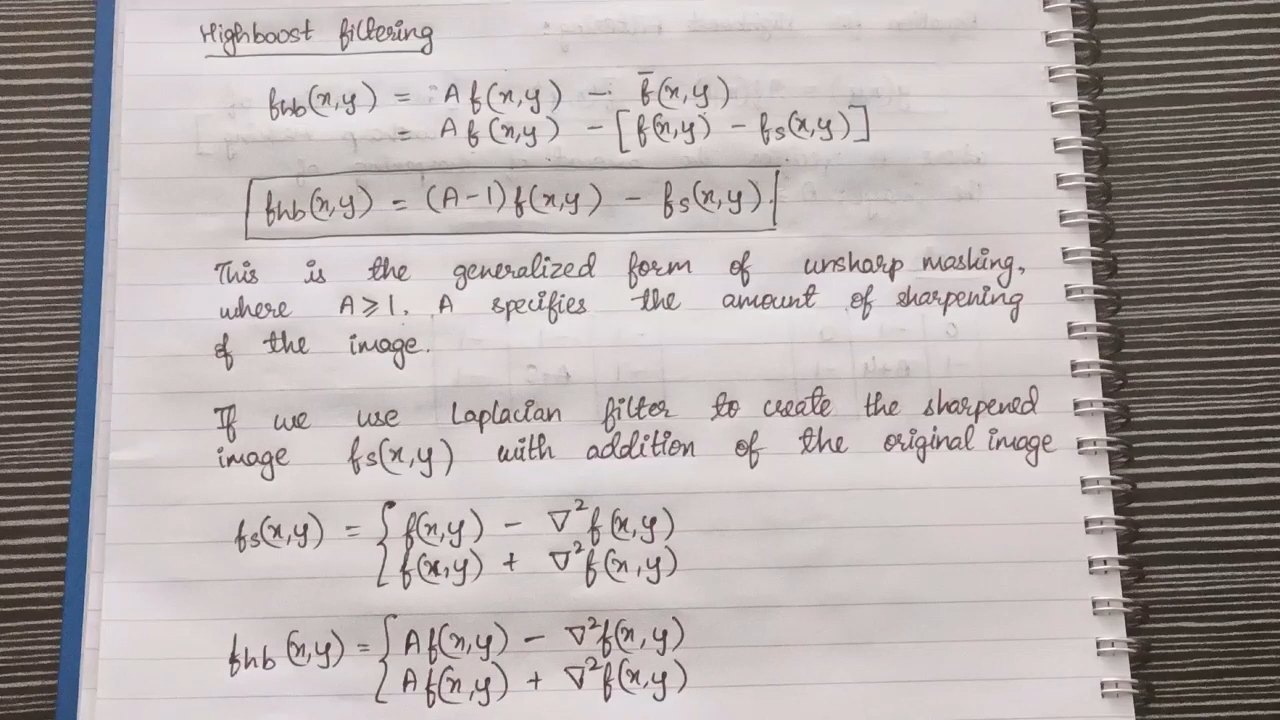 Highboost filtering
fhb(x,y) = A f(x,y) - f̄(x,y)
= A f(x,y) - [f(x,y) - fs(x,y)]
fhb(x,y) = (A-1)f(x,y) - fs(x,y).
This is the generalized form of unsharp masking,
where A ≥ 1. A specifies the amount of sharpening
of the image.
If we use Laplacian filter to create the sharpened
image fs(x,y) with addition of the original image
fs(x,y) = { f(x,y) - ∇²f(x,y)
f(x,y) + ∇²f(x,y)
fhb(x,y) = { Af(x,y) - ∇²f(x,y)
Af(x,y) + ∇²f(x,y)